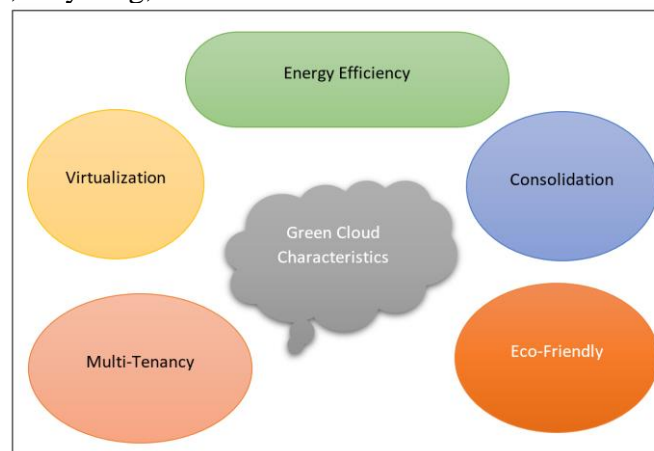 Energy Efficiency
Virtualization
Consolidation
Green Cloud
Characteristics
Multi-Tenancy
Eco-Friendly